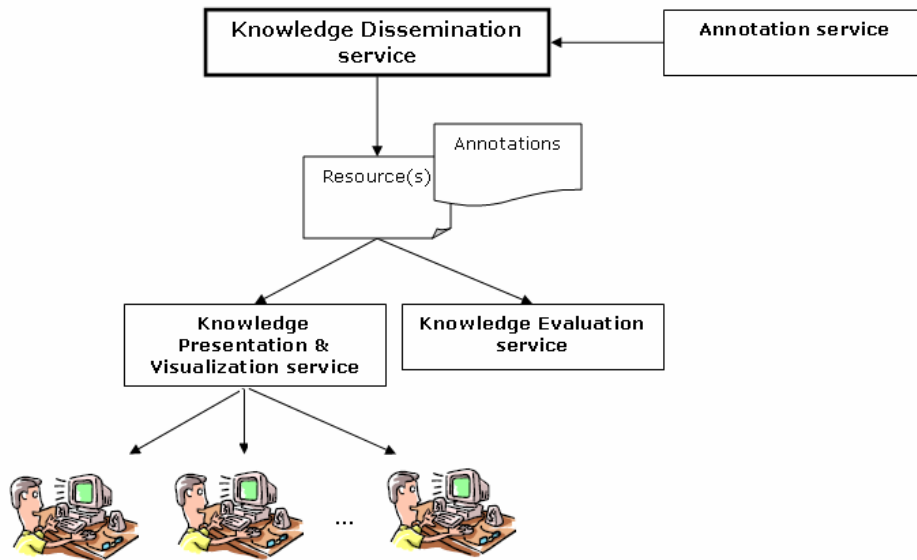 Knowledge Dissemination
service
Annotation service
Annotations
Resource(s)
Knowledge
Presentation &
Visualization service
Knowledge Evaluation
service
...